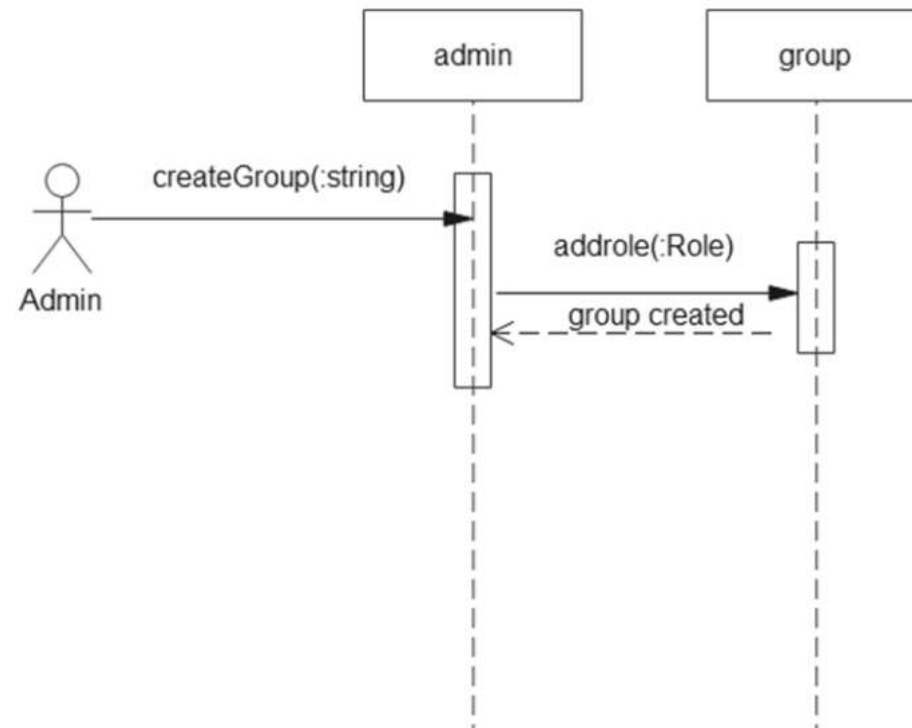 admin
group
createGroup(:string)
addrole(:Role)
Admin
group created